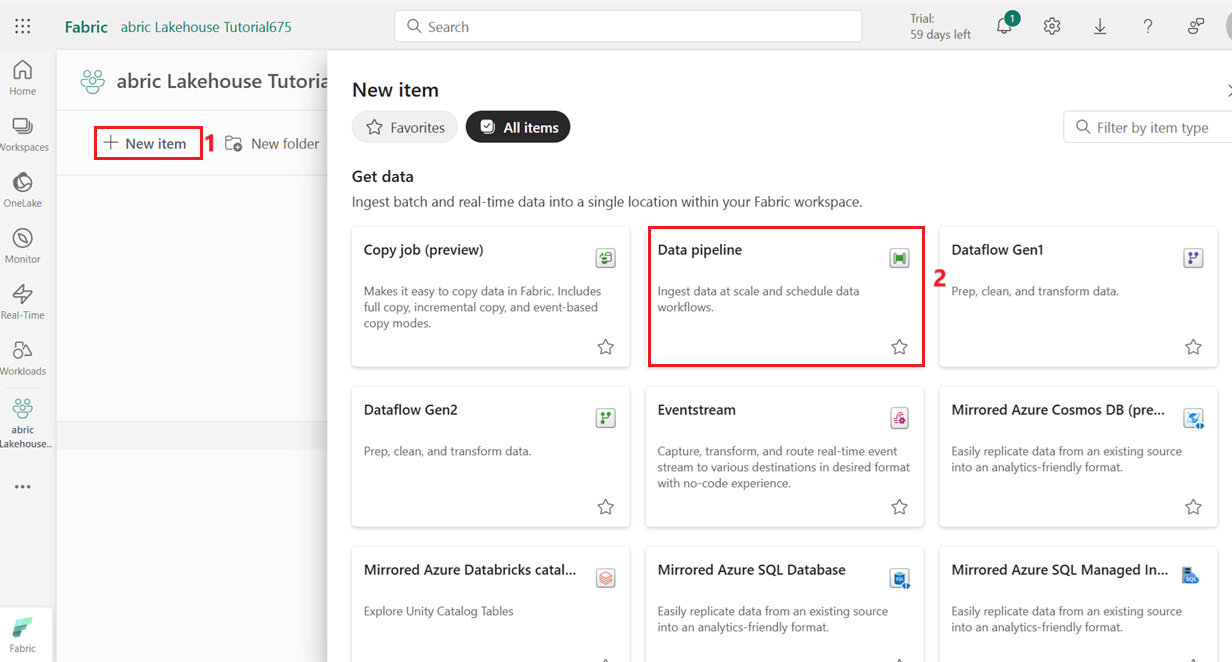 Fabric abric Lakehouse Tutorial675
Search
Trial:
59 days left
1
Home
Workspaces
OneLake
Monitor
Real-Time
Workloads
abric
Lakehouse..
Fabric
abric Lakehouse Tutoria
New item
1
New folder
New item
Favorites
All items
Filter by item type
Get data
Ingest batch and real-time data into a single location within your Fabric workspace.
Copy job (preview)
Makes it easy to copy data in Fabric. Includes
full copy, incremental copy, and event-based
copy modes.
Data pipeline
Ingest data at scale and schedule data
workflows.
2
Dataflow Gen1
Prep, clean, and transform data.
Dataflow Gen2
Prep, clean, and transform data.
Eventstream
Capture, transform, and route real-time event
stream to various destinations in desired format
with no-code experience.
Mirrored Azure Cosmos DB (pre...
Easily replicate data from an existing source
into an analytics-friendly format.
Mirrored Azure Databricks catal...
Explore Unity Catalog Tables
Mirrored Azure SQL Database
SQL
Easily replicate data from an existing source
into an analytics-friendly format.
Mirrored Azure SQL Managed In...
SQL
Easily replicate data from an existing source
into an analytics-friendly format.